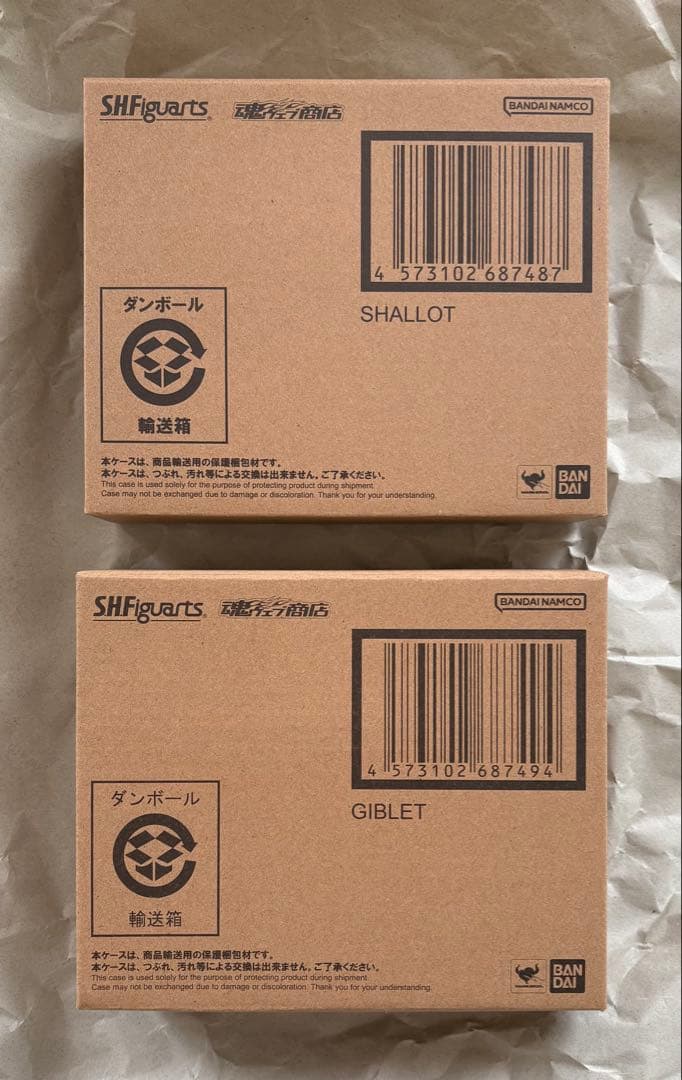 S.H.Figuarts
魂ウェブ商店
BANDAI NAMCO
4 573102 687487
SHALLOT
ダンボール
輸送箱
本ケースは、商品輸送用の保護梱包材です。
本ケースは、つぶれ、汚れ等による交換は出来ません。ご了承ください。
This case is used solely for the purpose of protecting product during shipment.
Case may not be exchanged due to damage or discoloration. Thank you for your understanding.
BAN
DAI
S.H.Figuarts
魂ウェブ商店
BANDAI NAMCO
4 573102 687494
GIBLET
ダンボール
輸送箱
本ケースは、商品輸送用の保護梱包材です。
本ケースは、つぶれ、汚れ等による交換は出来ません。ご了承ください。
This case is used solely for the purpose of protecting product during shipment.
Case may not be exchanged due to damage or discoloration. Thank you for your understanding.
BAN
DAI